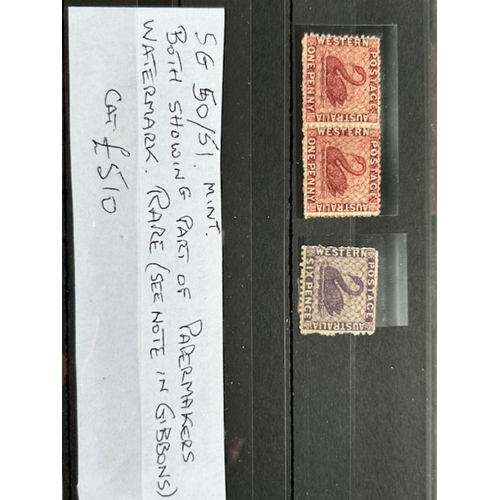 SG 50/51. MINT.
BOTH SHOWING PART OF PAPERMAKERS
WATERMARK. RARE (SEE NOTE IN GIBBONS)
CAT £510
WESTERN
POSTAGE
AUSTRALIA
ONE PENNY
WESTERN
POSTAGE
AUSTRALIA
ONE PENNY
WESTERN
POSTAGE
AUSTRALIA
SIX PENCE